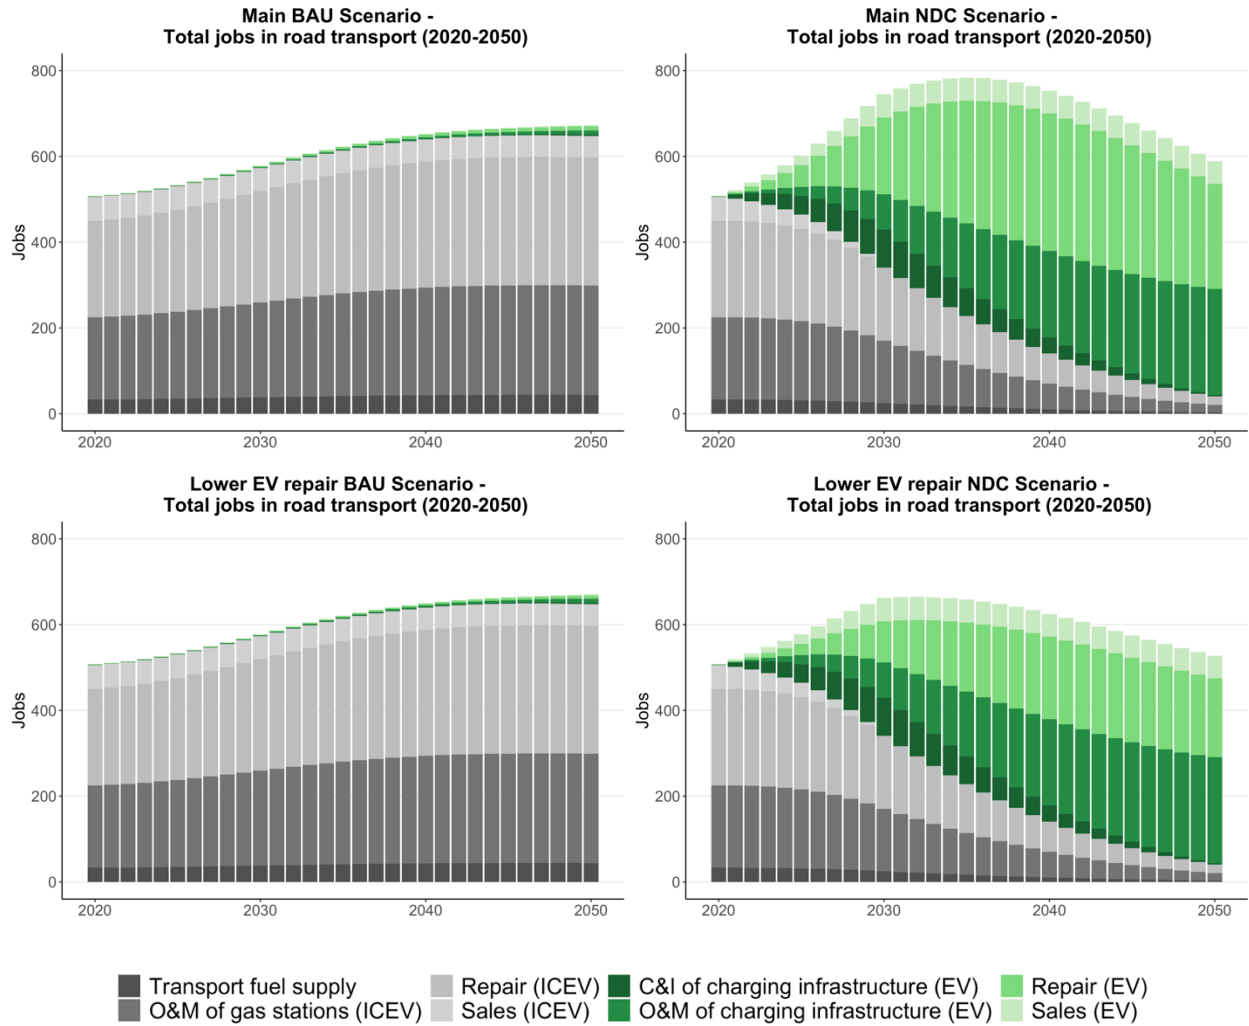 Main BAU Scenario -
Total jobs in road transport (2020-2050)
800
600
400
200
0
Jobs
2020
2030
2040
2050
Main NDC Scenario -
Total jobs in road transport (2020-2050)
800
600
400
200
0
Jobs
2020
2030
2040
2050
Lower EV repair BAU Scenario -
Total jobs in road transport (2020-2050)
800
600
400
200
0
Jobs
2020
2030
2040
2050
Lower EV repair NDC Scenario -
Total jobs in road transport (2020-2050)
800
600
400
200
0
Jobs
2020
2030
2040
2050
Transport fuel supply
O&M of gas stations (ICEV)
Repair (ICEV)
Sales (ICEV)
C&I of charging infrastructure (EV)
O&M of charging infrastructure (EV)
Repair (EV)
Sales (EV)